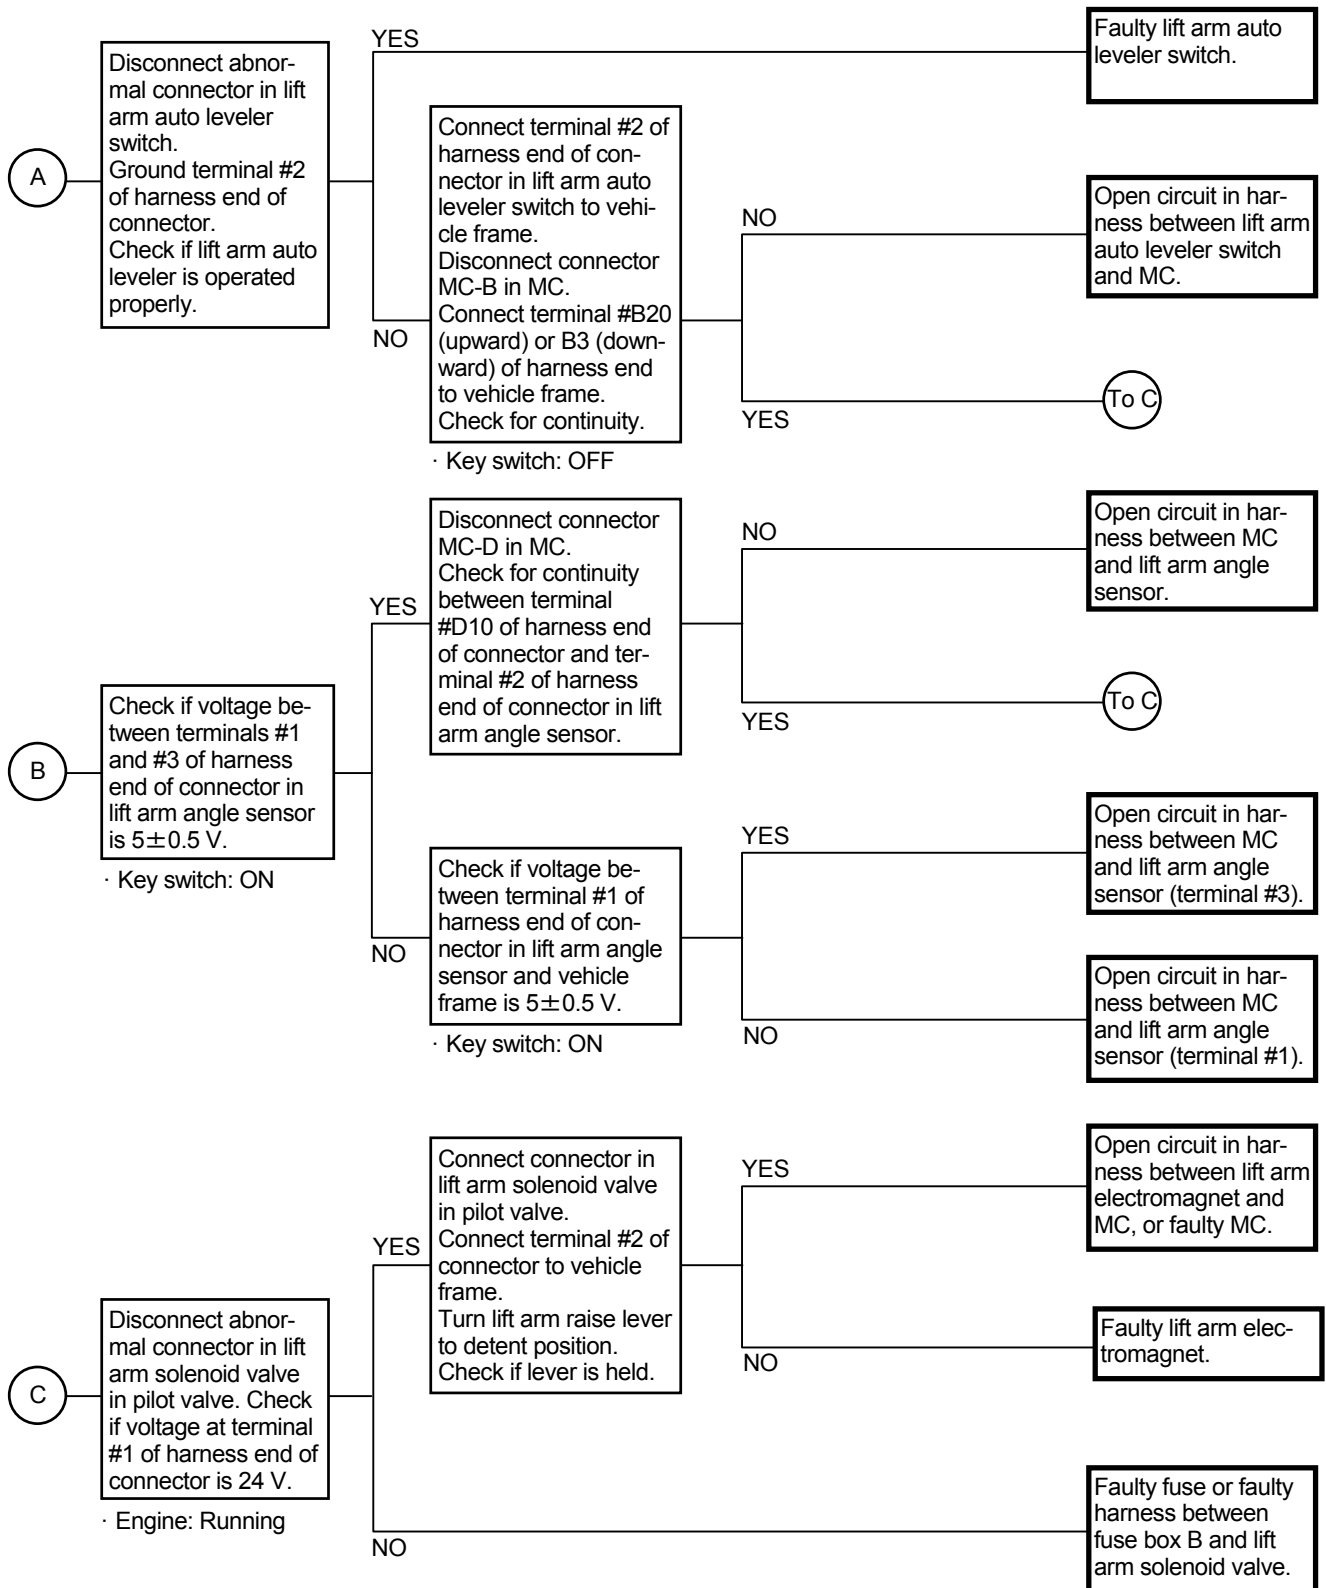 A
Disconnect abnor-
mal connector in lift
arm auto leveler
switch.
Ground terminal #2
of harness end of
connector.
Check if lift arm auto
leveler is operated
properly.
YES
Faulty lift arm auto
leveler switch.
NO
Connect terminal #2 of
harness end of con-
nector in lift arm auto
leveler switch to vehi-
cle frame.
Disconnect connector
MC-B in MC.
Connect terminal #B20
(upward) or B3 (down-
ward) of harness end
to vehicle frame.
Check for continuity.
· Key switch: OFF
NO
Open circuit in har-
ness between lift arm
auto leveler switch
and MC.
YES
To C
B
Check if voltage be-
tween terminals #1
and #3 of harness
end of connector in
lift arm angle sensor
is 5±0.5 V.
· Key switch: ON
YES
Disconnect connector
MC-D in MC.
Check for continuity
between terminal
#D10 of harness end
of connector and ter-
minal #2 of harness
end of connector in lift
arm angle sensor.
NO
Open circuit in har-
ness between MC
and lift arm angle
sensor.
YES
To C
NO
Check if voltage be-
tween terminal #1 of
harness end of con-
nector in lift arm angle
sensor and vehicle
frame is 5±0.5 V.
· Key switch: ON
YES
Open circuit in har-
ness between MC
and lift arm angle
sensor (terminal #3).
NO
Open circuit in har-
ness between MC
and lift arm angle
sensor (terminal #1).
C
Disconnect abnor-
mal connector in lift
arm solenoid valve
in pilot valve. Check
if voltage at terminal
#1 of harness end of
connector is 24 V.
· Engine: Running
YES
Connect connector in
lift arm solenoid valve
in pilot valve.
Connect terminal #2 of
connector to vehicle
frame.
Turn lift arm raise lever
to detent position.
Check if lever is held.
YES
Open circuit in har-
ness between lift arm
electromagnet and
MC, or faulty MC.
NO
Faulty lift arm elec-
tromagnet.
NO
Faulty fuse or faulty
harness between
fuse box B and lift
arm solenoid valve.